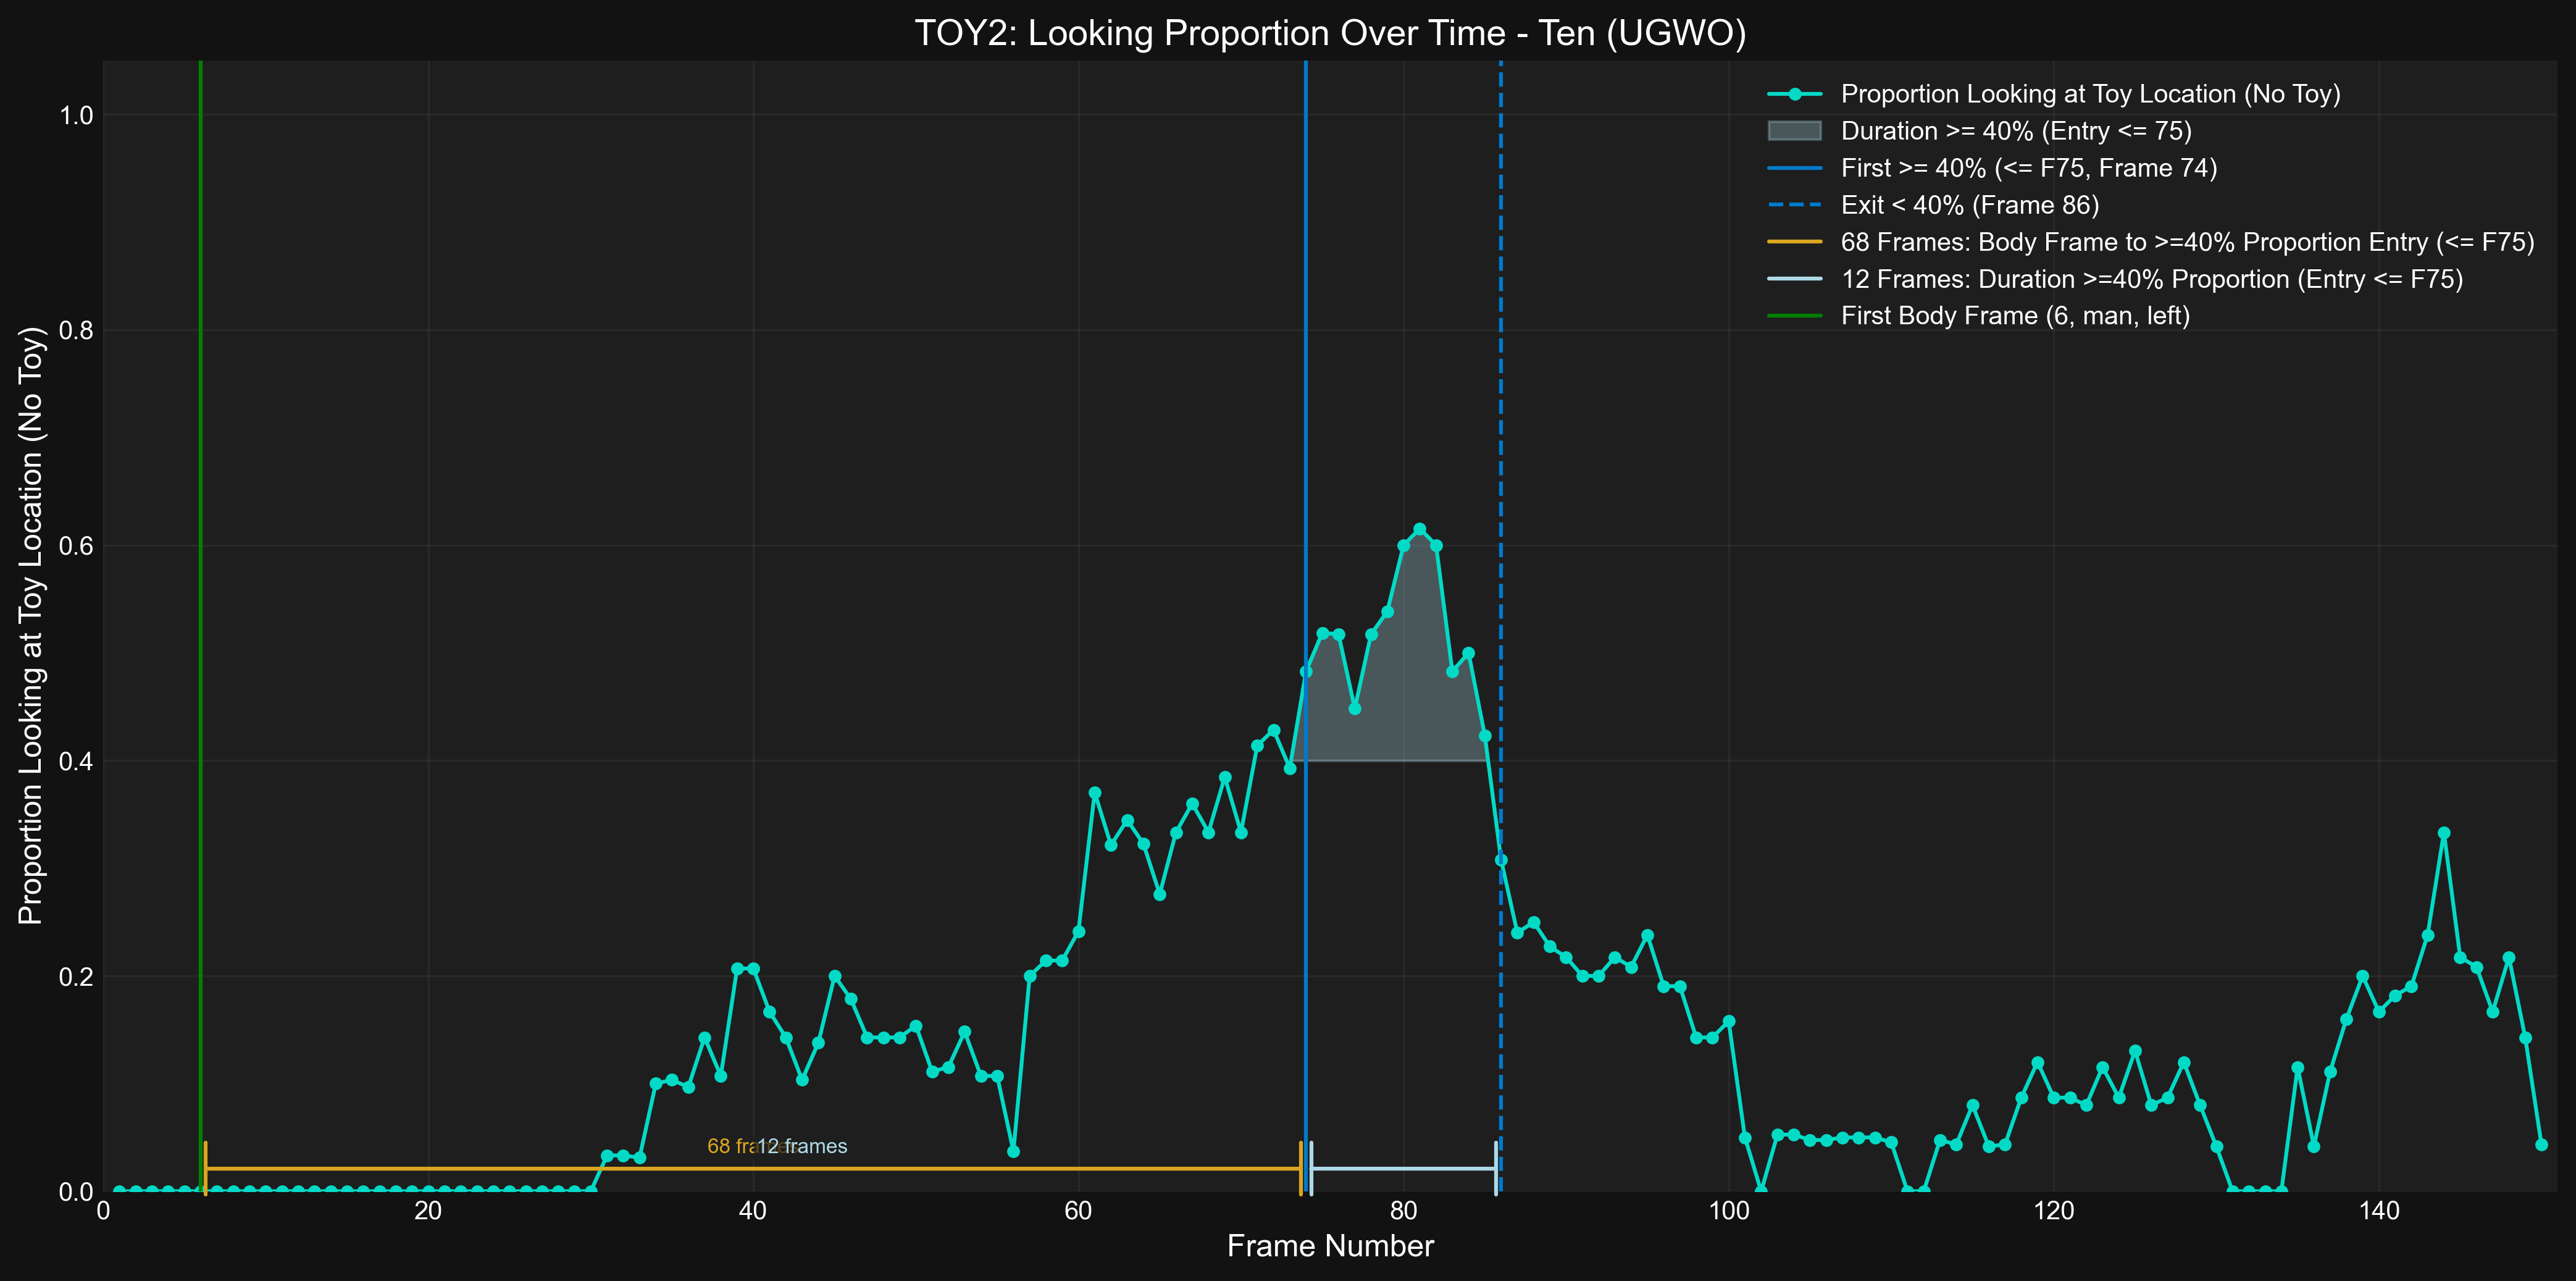 TOY2: Looking Proportion Over Time - Ten (UGWO)
Proportion Looking at Toy Location (No Toy)
Duration >= 40% (Entry <= 75)
First >= 40% (<= F75, Frame 74)
Exit < 40% (Frame 86)
68 Frames: Body Frame to >=40% Proportion Entry (<= F75)
12 Frames: Duration >=40% Proportion (Entry <= F75)
First Body Frame (6, man, left)
Proportion Looking at Toy Location (No Toy)
1.0
0.8
0.6
0.4
0.2
0.0
68 frames
12 frames
0 20 40 60 80 100 120 140
Frame Number